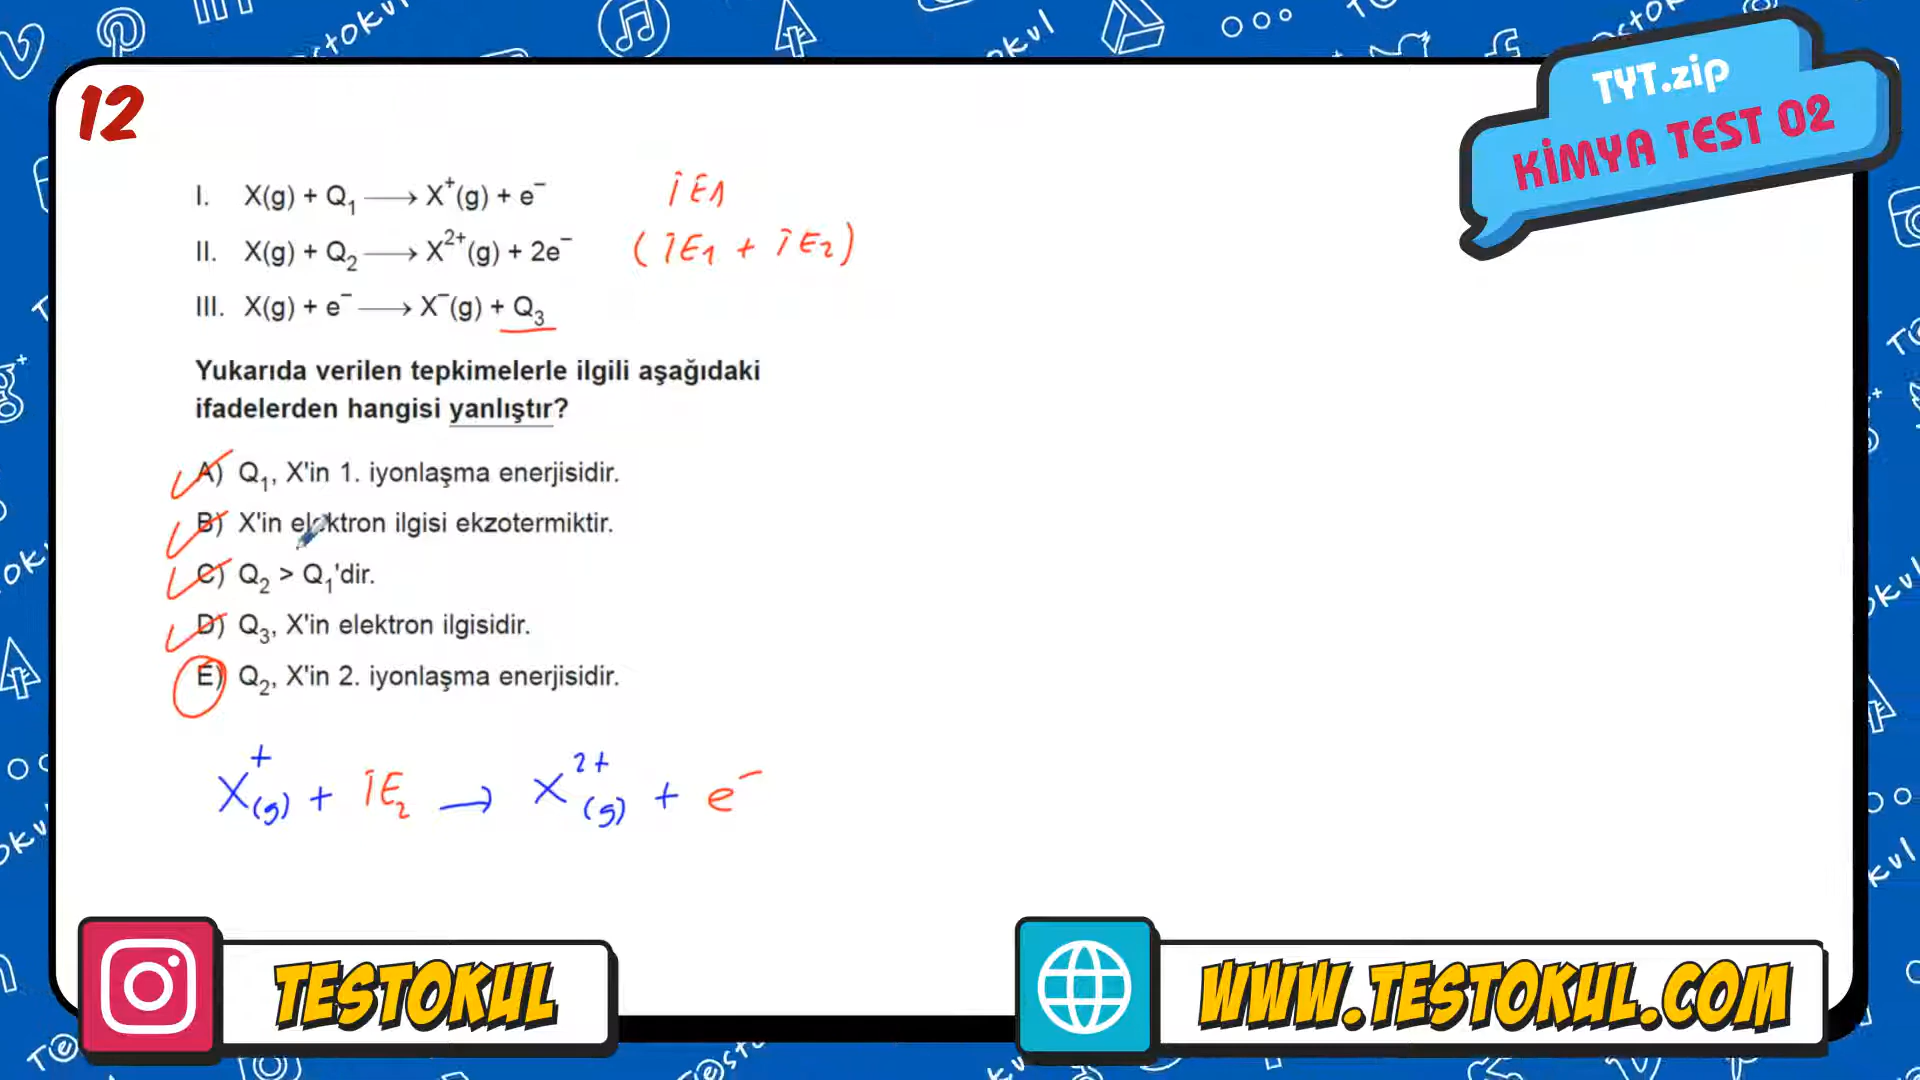 12
TYT.zip
KİMYA TEST 02
I. X(g) + Q₁ ⟶ X⁺(g) + e⁻ İE1
II. X(g) + Q₂ ⟶ X²⁺(g) + 2e⁻ (İE₁ + İE₂)
III. X(g) + e⁻ ⟶ X⁻(g) + Q₃
Yukarıda verilen tepkimelerle ilgili aşağıdaki
ifadelerden hangisi yanlıştır?
A) Q₁, X'in 1. iyonlaşma enerjisidir.
B) X'in elektron ilgisi ekzotermiktir.
C) Q₂ > Q₁'dir.
D) Q₃, X'in elektron ilgisidir.
E) Q₂, X'in 2. iyonlaşma enerjisidir.
X⁺(g) + İE₂ → X²⁺(g) + e⁻
TESTOKUL
WWW.TESTOKUL.COM